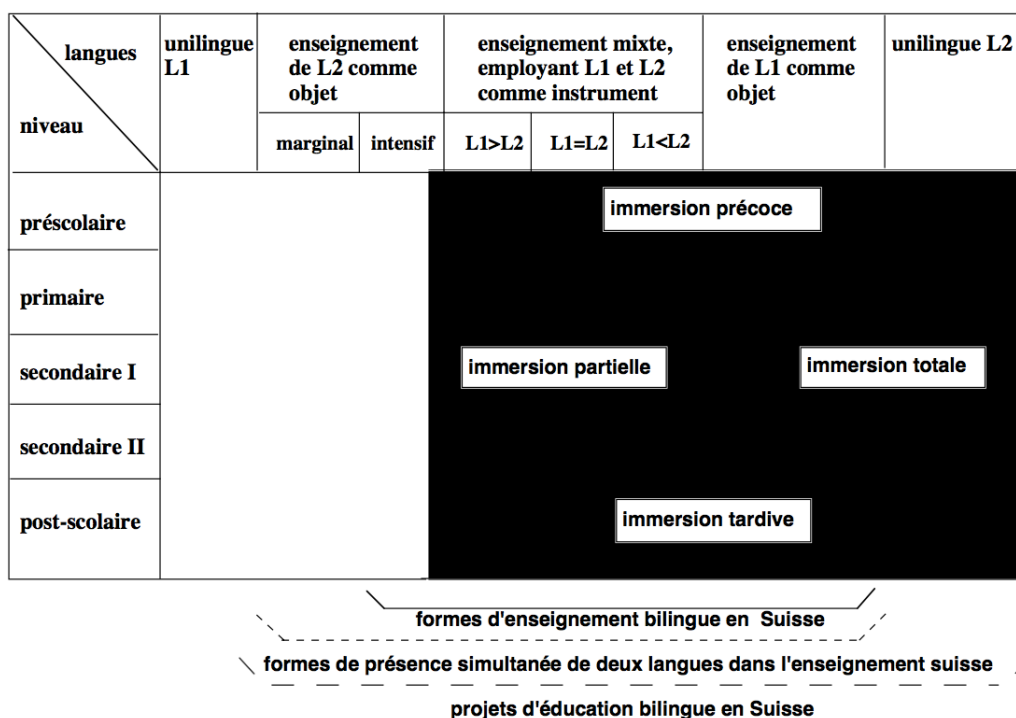 langues
niveau
unilingue
L1
enseignement
de L2 comme
objet
enseignement mixte,
employant L1 et L2
comme instrument
enseignement
de L1 comme
objet
unilingue L2
marginal
intensif
L1>L2
L1=L2
L1<L2
préscolaire
immersion précoce
primaire
secondaire I
immersion partielle
immersion totale
secondaire II
post-scolaire
immersion tardive
formes d'enseignement bilingue en Suisse
formes de présence simultanée de deux langues dans l'enseignement suisse
projets d'éducation bilingue en Suisse